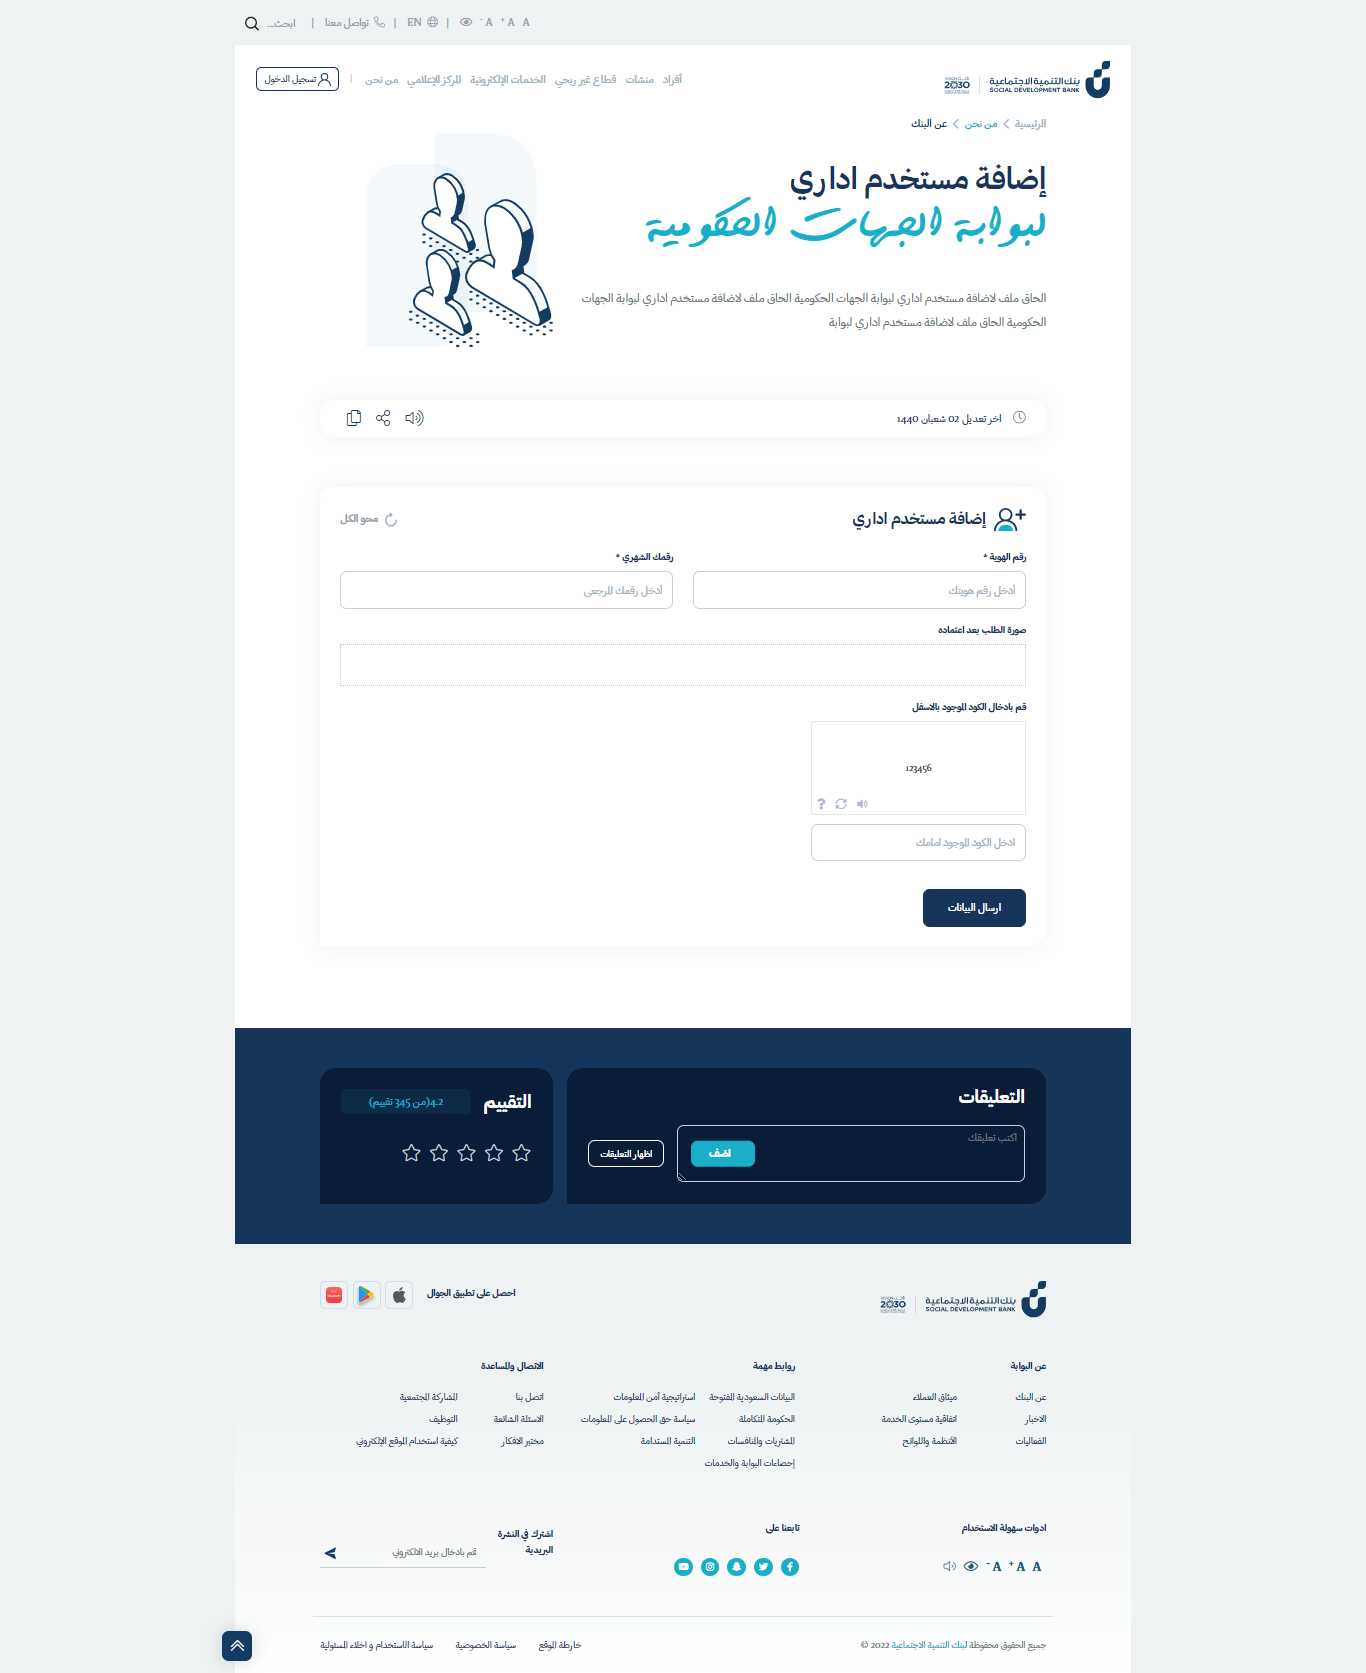 A A+ A- | EN | تواصل معنا | ابحث...
بنك التنمية الاجتماعية
SOCIAL DEVELOPMENT BANK
2030
أفراد منشآت قطاع غير ربحي الخدمات الإلكترونية المركز الإعلامي من نحن | تسجيل الدخول
الرئيسية من نحن عن البنك
إضافة مستخدم اداري
لبوابة الجهات الحكومية
الحاق ملف لاضافة مستخدم اداري لبوابة الجهات الحكومية الحاق ملف لاضافة مستخدم اداري لبوابة الجهات
الحكومية الحاق ملف لاضافة مستخدم اداري لبوابة
اخر تعديل 02 شعبان 1440
إضافة مستخدم اداري
محو الكل
رقم الهوية *
رقمك الشهري *
أدخل رقم هويتك
أدخل رقمك المرجعى
صورة الطلب بعد اعتماده
قم بادخال الكود الموجود بالاسفل
123456
ادخل الكود الموجود امامك
ارسال البيانات
التعليقات
اكتب تعليقك
اضف
اظهار التعليقات
التقييم
4.2(من 345 تقييم)
بنك التنمية الاجتماعية
SOCIAL DEVELOPMENT BANK
2030
احصل على تطبيق الجوال
عن البوابة
عن البنك ميثاق العملاء
الاخبار اتفاقية مستوى الخدمة
الفعاليات الأنظمة واللوائح
روابط مهمة
البيانات السعودية المفتوحة استراتيجية أمن المعلومات
الحكومة المتكاملة سياسة حق الحصول على المعلومات
المشتريات والمنافسات التنمية المستدامة
إحصاءات البوابة والخدمات
الاتصال والمساعدة
اتصل بنا المشاركة المجتمعية
الاسئلة الشائعة التوظيف
مختبر الافكار كيفية استخدام الموقع الإلكتروني
ادوات سهولة الاستخدام
A A+ A-
تابعنا على
اشترك في النشرة
البريدية
قم بادخال بريد الالكتروني
جميع الحقوق محفوظة لبنك التنمية الاجتماعية 2022 ©
خارطة الموقع سياسة الخصوصية سياسة الاستخدام و اخلاء المسئولية